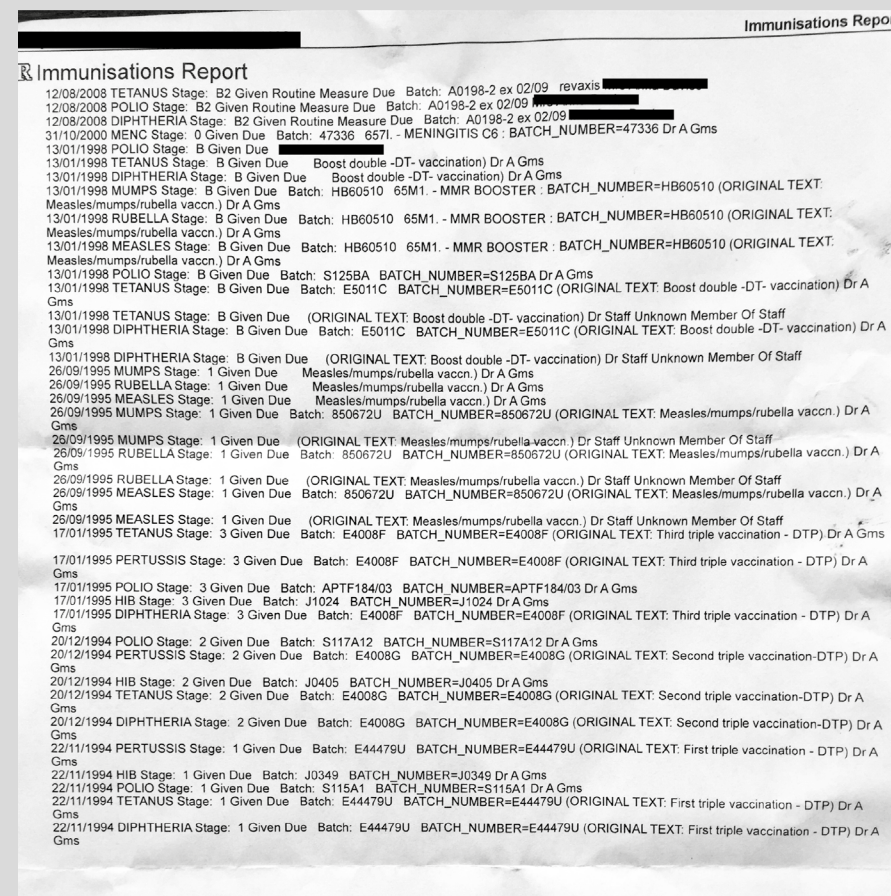 Immunisations Repor
Immunisations Report
12/08/2008 TETANUS Stage: B2 Given Routine Measure Due Batch: A0198-2 ex 02/09 revaxis
12/08/2008 POLIO Stage: B2 Given Routine Measure Due Batch: A0198-2 ex 02/09
12/08/2008 DIPHTHERIA Stage: B2 Given Routine Measure Due Batch: A0198-2 ex 02/09
31/10/2000 MENC Stage: 0 Given Due Batch: 47336 657I. - MENINGITIS C6 : BATCH_NUMBER=47336 Dr A Gms
13/01/1998 POLIO Stage: B Given Due
13/01/1998 TETANUS Stage: B Given Due Boost double -DT- vaccination) Dr A Gms
13/01/1998 DIPHTHERIA Stage: B Given Due Boost double -DT- vaccination) Dr A Gms
13/01/1998 MUMPS Stage: B Given Due Batch: HB60510 65M1. - MMR BOOSTER : BATCH_NUMBER=HB60510 (ORIGINAL TEXT:
Measles/mumps/rubella vaccn.) Dr A Gms
13/01/1998 RUBELLA Stage: B Given Due Batch: HB60510 65M1. - MMR BOOSTER : BATCH_NUMBER=HB60510 (ORIGINAL TEXT:
Measles/mumps/rubella vaccn.) Dr A Gms
13/01/1998 MEASLES Stage: B Given Due Batch: HB60510 65M1. - MMR BOOSTER : BATCH_NUMBER=HB60510 (ORIGINAL TEXT:
Measles/mumps/rubella vaccn.) Dr A Gms
13/01/1998 POLIO Stage: B Given Due Batch: S125BA BATCH_NUMBER=S125BA Dr A Gms
13/01/1998 TETANUS Stage: B Given Due Batch: E5011C BATCH_NUMBER=E5011C (ORIGINAL TEXT: Boost double -DT- vaccination) Dr A
Gms
13/01/1998 TETANUS Stage: B Given Due (ORIGINAL TEXT: Boost double -DT- vaccination) Dr Staff Unknown Member Of Staff
13/01/1998 DIPHTHERIA Stage: B Given Due Batch: E5011C BATCH_NUMBER=E5011C (ORIGINAL TEXT: Boost double -DT- vaccination) Dr A
Gms
13/01/1998 DIPHTHERIA Stage: B Given Due (ORIGINAL TEXT: Boost double -DT- vaccination) Dr Staff Unknown Member Of Staff
26/09/1995 MUMPS Stage: 1 Given Due Measles/mumps/rubella vaccn.) Dr A Gms
26/09/1995 RUBELLA Stage: 1 Given Due Measles/mumps/rubella vaccn.) Dr A Gms
26/09/1995 MEASLES Stage: 1 Given Due Measles/mumps/rubella vaccn.) Dr A Gms
26/09/1995 MUMPS Stage: 1 Given Due Batch: 850672U BATCH_NUMBER=850672U (ORIGINAL TEXT: Measles/mumps/rubella vaccn.) Dr A
Gms
26/09/1995 MUMPS Stage: 1 Given Due (ORIGINAL TEXT: Measles/mumps/rubella vaccn.) Dr Staff Unknown Member Of Staff
26/09/1995 RUBELLA Stage: 1 Given Due Batch: 850672U BATCH_NUMBER=850672U (ORIGINAL TEXT: Measles/mumps/rubella vaccn.) Dr A
Gms
26/09/1995 RUBELLA Stage: 1 Given Due (ORIGINAL TEXT: Measles/mumps/rubella vaccn.) Dr Staff Unknown Member Of Staff
26/09/1995 MEASLES Stage: 1 Given Due Batch: 850672U BATCH_NUMBER=850672U (ORIGINAL TEXT: Measles/mumps/rubella vaccn.) Dr A
Gms
26/09/1995 MEASLES Stage: 1 Given Due (ORIGINAL TEXT: Measles/mumps/rubella vaccn.) Dr Staff Unknown Member Of Staff
17/01/1995 TETANUS Stage: 3 Given Due Batch: E4008F BATCH_NUMBER=E4008F (ORIGINAL TEXT: Third triple vaccination - DTP) Dr A Gms
17/01/1995 PERTUSSIS Stage: 3 Given Due Batch: E4008F BATCH_NUMBER=E4008F (ORIGINAL TEXT: Third triple vaccination - DTP) Dr A
Gms
17/01/1995 POLIO Stage: 3 Given Due Batch: APTF184/03 BATCH_NUMBER=APTF184/03 Dr A Gms
17/01/1995 HIB Stage: 3 Given Due Batch: J1024 BATCH_NUMBER=J1024 Dr A Gms
17/01/1995 DIPHTHERIA Stage: 3 Given Due Batch: E4008F BATCH_NUMBER=E4008F (ORIGINAL TEXT: Third triple vaccination - DTP) Dr A
Gms
20/12/1994 POLIO Stage: 2 Given Due Batch: S117A12 BATCH_NUMBER=S117A12 Dr A Gms
20/12/1994 PERTUSSIS Stage: 2 Given Due Batch: E4008G BATCH_NUMBER=E4008G (ORIGINAL TEXT: Second triple vaccination-DTP) Dr A
Gms
20/12/1994 HIB Stage: 2 Given Due Batch: J0405 BATCH_NUMBER=J0405 Dr A Gms
20/12/1994 TETANUS Stage: 2 Given Due Batch: E4008G BATCH_NUMBER=E4008G (ORIGINAL TEXT: Second triple vaccination-DTP) Dr A
Gms
20/12/1994 DIPHTHERIA Stage: 2 Given Due Batch: E4008G BATCH_NUMBER=E4008G (ORIGINAL TEXT: Second triple vaccination-DTP) Dr A
Gms
22/11/1994 PERTUSSIS Stage: 1 Given Due Batch: E44479U BATCH_NUMBER=E44479U (ORIGINAL TEXT: First triple vaccination - DTP) Dr A
Gms
22/11/1994 HIB Stage: 1 Given Due Batch: J0349 BATCH_NUMBER=J0349 Dr A Gms
22/11/1994 POLIO Stage: 1 Given Due Batch: S115A1 BATCH_NUMBER=S115A1 Dr A Gms
22/11/1994 TETANUS Stage: 1 Given Due Batch: E44479U BATCH_NUMBER=E44479U (ORIGINAL TEXT: First triple vaccination - DTP) Dr A
Gms
22/11/1994 DIPHTHERIA Stage: 1 Given Due Batch: E44479U BATCH_NUMBER=E44479U (ORIGINAL TEXT: First triple vaccination - DTP) Dr A
Gms